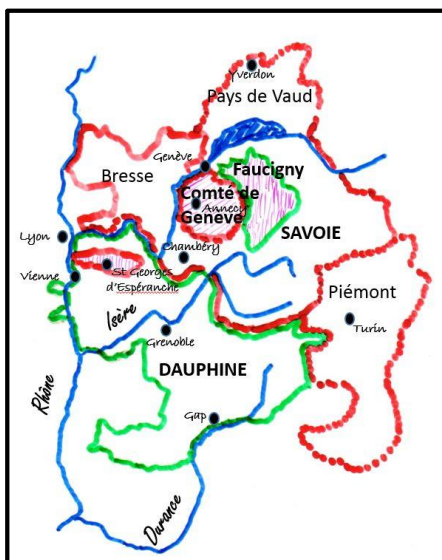 Yverdon
Pays de Vaud
Genève
Bresse
Faucigny
Comté de
Annecy
Genève
SAVOIE
Lyon
Chambéry
Vienne
St Georges
d'Espéranche
Piémont
Isère
Turin
Grenoble
DAUPHINE
Rhône
Gap
Durance